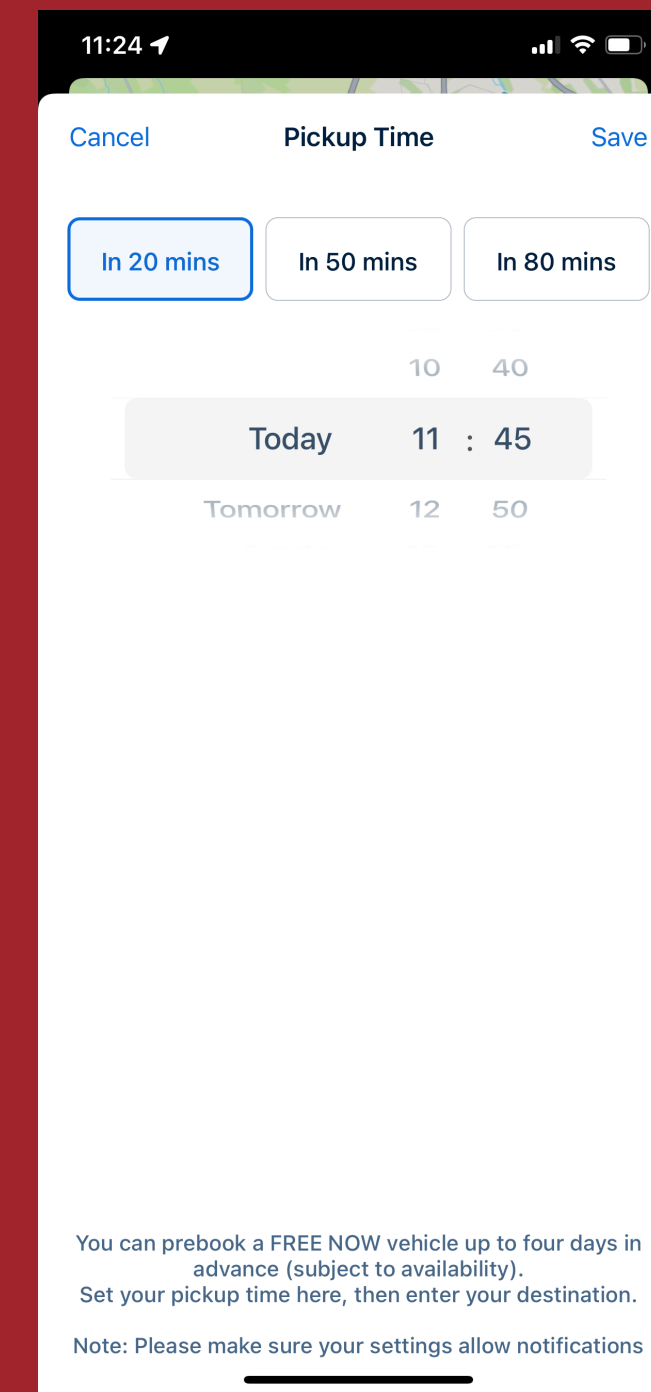 11:24
Cancel Pickup Time Save
In 20 mins In 50 mins In 80 mins
10 40
Today 11 : 45
Tomorrow 12 50
You can prebook a FREE NOW vehicle up to four days in
advance (subject to availability).
Set your pickup time here, then enter your destination.
Note: Please make sure your settings allow notifications